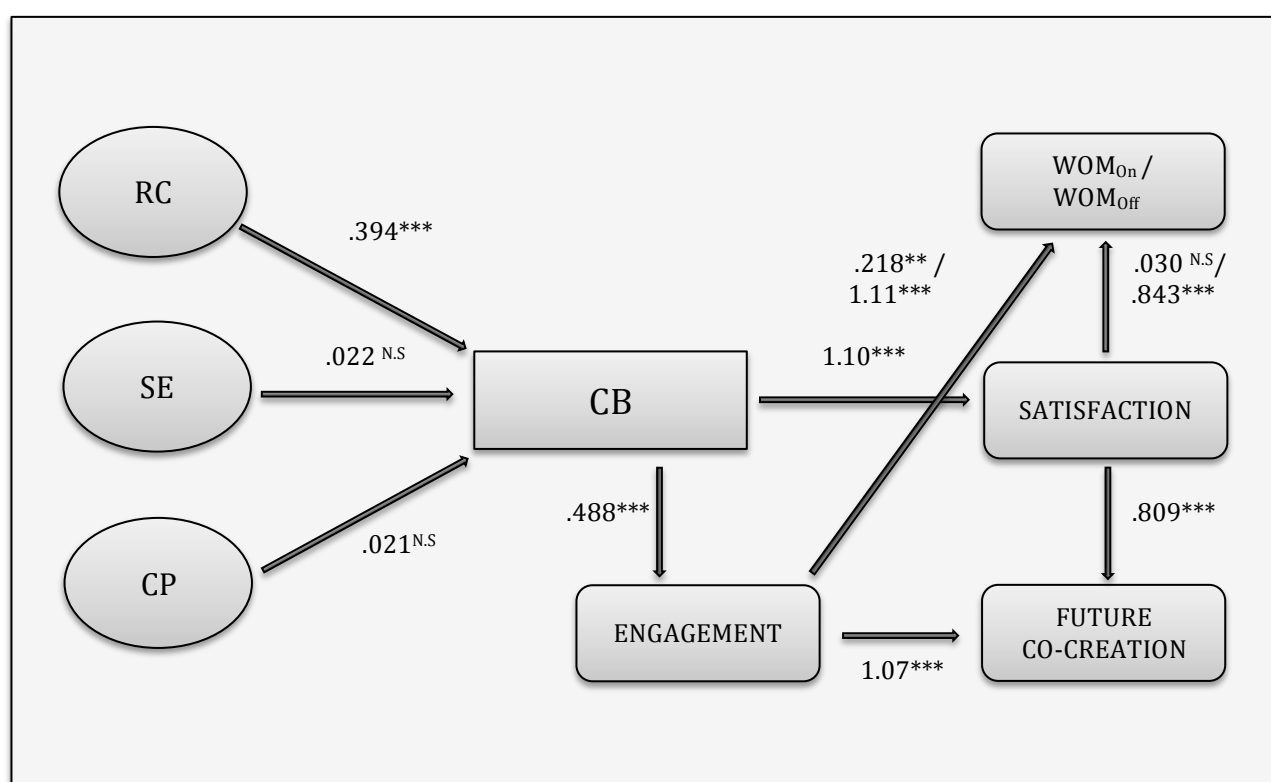 RC
WOMOn /
WOMOff
.394***
.218** /
1.11***
.030 N.S/
.843***
.022 N.S
1.10***
SE
CB
SATISFACTION
.488***
.809***
.021N.S
CP
ENGAGEMENT
FUTURE
CO-CREATION
1.07***